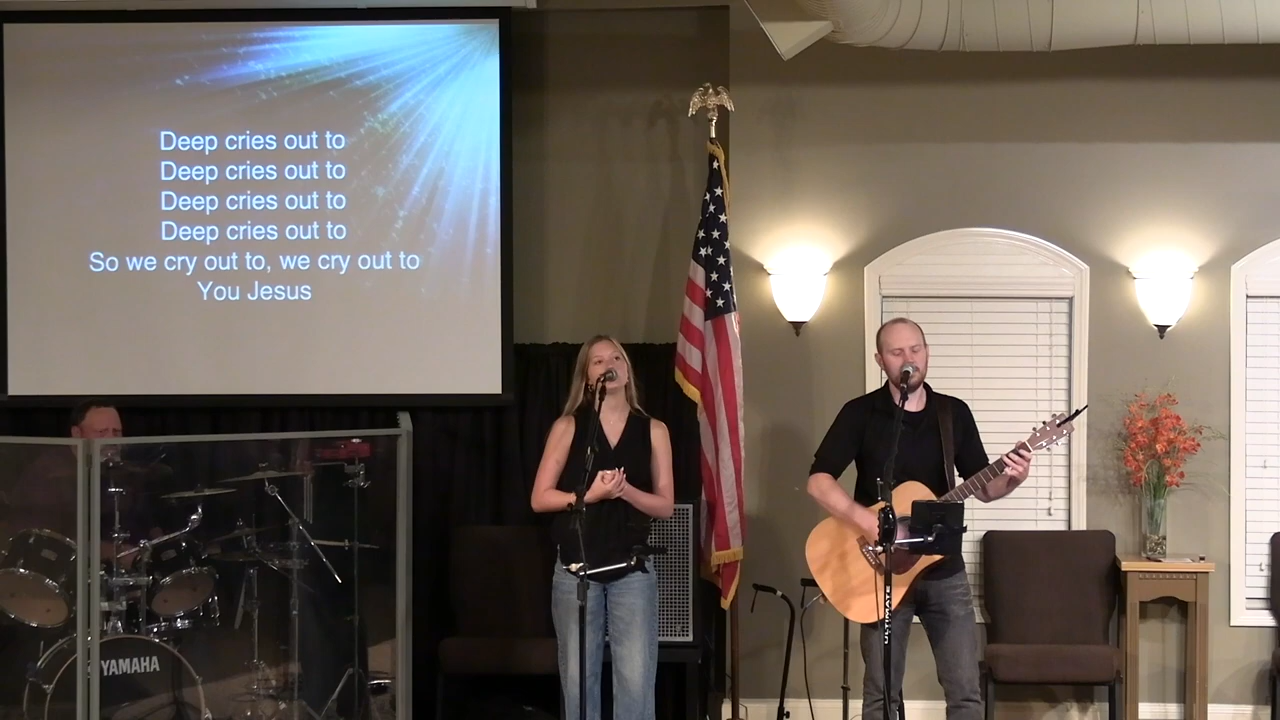 Deep cries out to
Deep cries out to
Deep cries out to
Deep cries out to
So we cry out to, we cry out to
You Jesus
YAMAHA
ULTIMATE